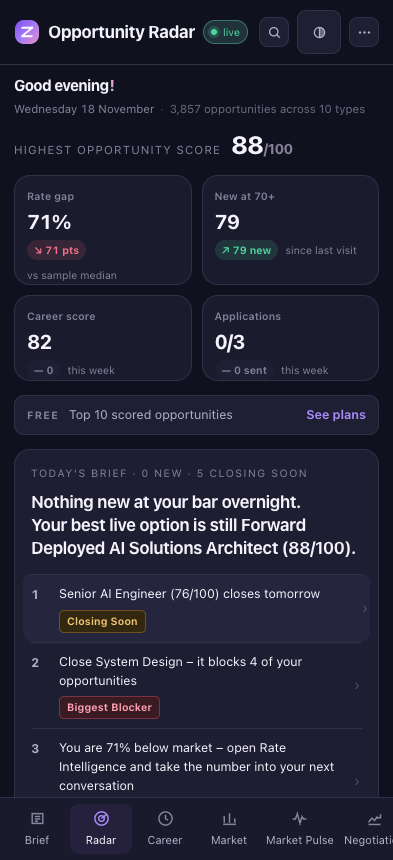 Opportunity Radar
live
Good evening!
Wednesday 18 November · 3,857 opportunities across 10 types
HIGHEST OPPORTUNITY SCORE 88/100
Rate gap
71%
↘ 71 pts
vs sample median
New at 70+
79
↗ 79 new since last visit
Career score
82
— 0 this week
Applications
0/3
— 0 sent this week
FREE Top 10 scored opportunities See plans
TODAY'S BRIEF · 0 NEW · 5 CLOSING SOON
Nothing new at your bar overnight.
Your best live option is still Forward
Deployed AI Solutions Architect (88/100).
1 Senior AI Engineer (76/100) closes tomorrow
Closing Soon
2 Close System Design – it blocks 4 of your
opportunities
Biggest Blocker
3 You are 71% below market – open Rate
Intelligence and take the number into your next
conversation
Brief Radar Career Market Market Pulse Negotiati